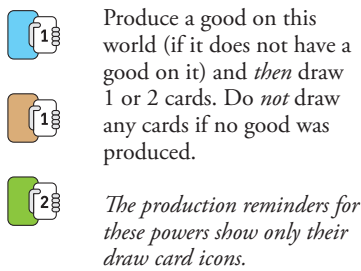 Produce a good on this
1
world (if it does not have a
good on it) and then draw
1 or 2 cards. Do not draw
1
any cards if no good was
produced.
2
The production reminders for
these powers show only their
draw card icons.